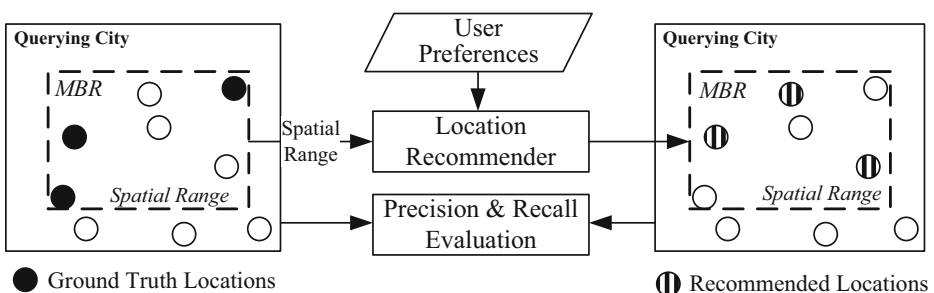 Querying City
MBR
Spatial Range
Ground Truth Locations
User
Preferences
Spatial
Range
Location
Recommender
Precision & Recall
Evaluation
Querying City
MBR
Spatial Range
Recommended Locations